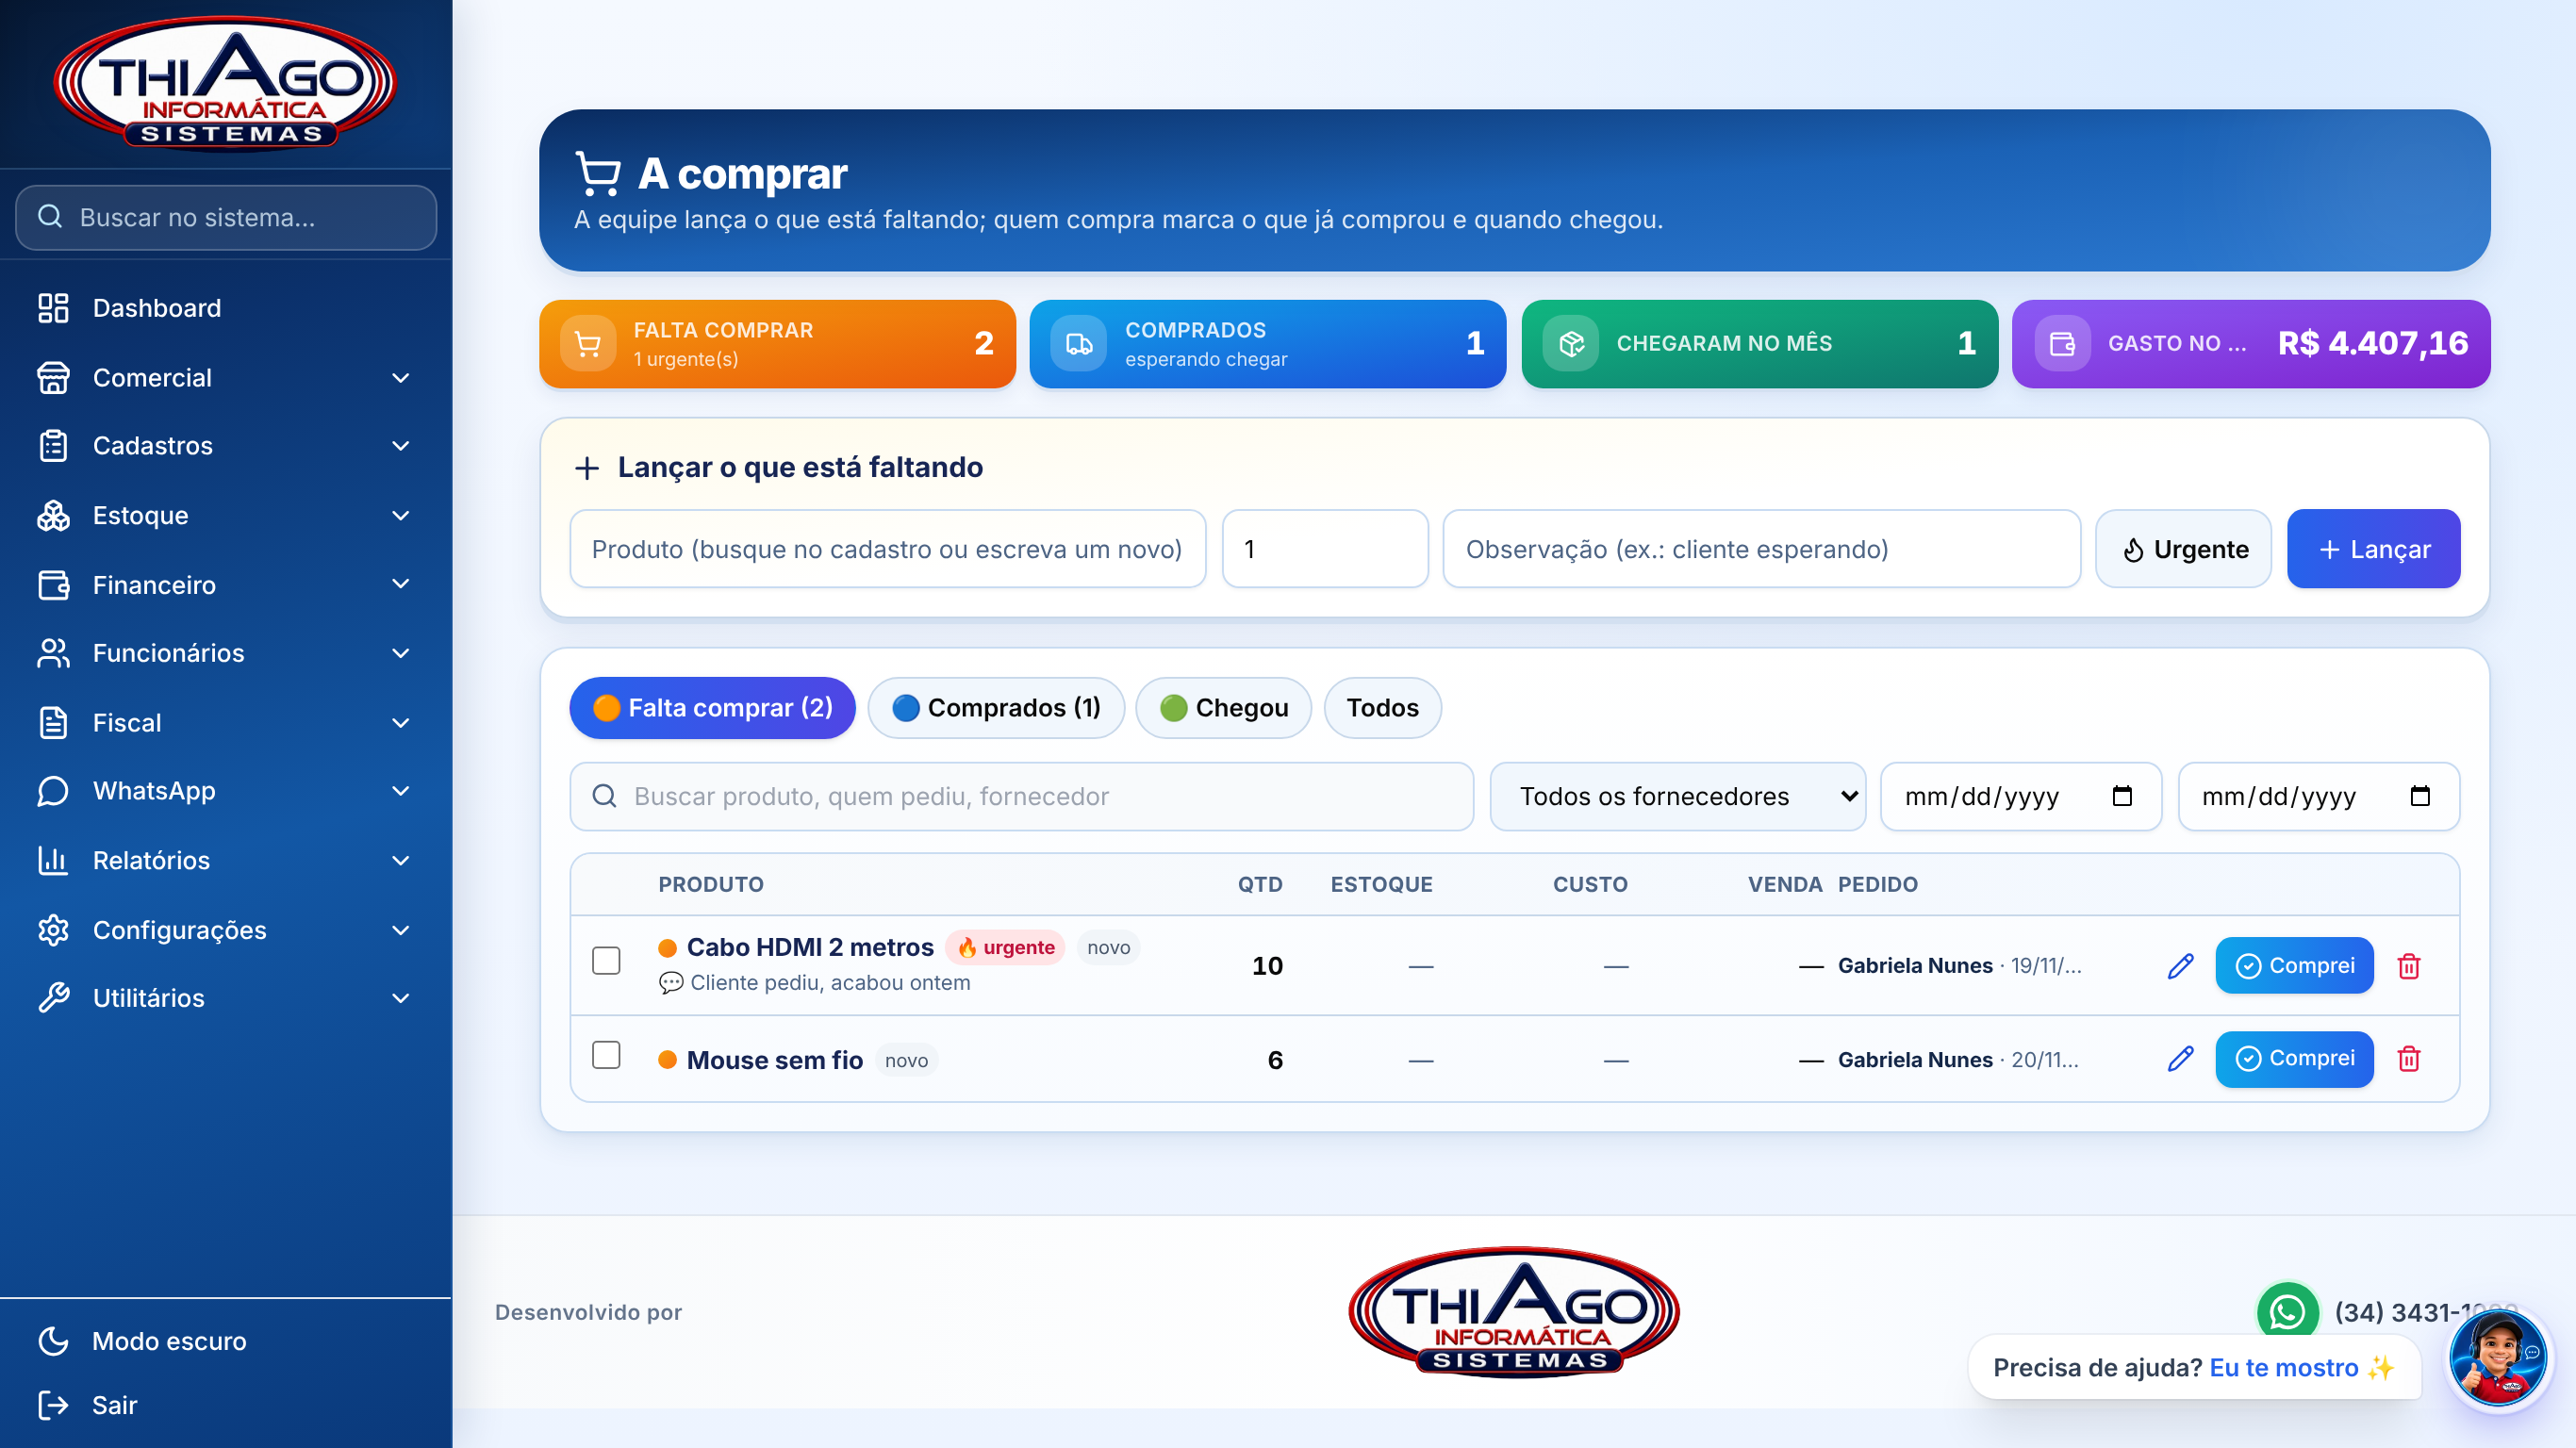 THIAGO
INFORMÁTICA
SISTEMAS
Buscar no sistema...
Dashboard
Comercial
Cadastros
Estoque
Financeiro
Funcionários
Fiscal
WhatsApp
Relatórios
Configurações
Utilitários
Modo escuro
Sair
A comprar
A equipe lança o que está faltando; quem compra marca o que já comprou e quando chegou.
FALTA COMPRAR
1 urgente(s)
2
COMPRADOS
esperando chegar
1
CHEGARAM NO MÊS
1
GASTO NO ...
R$ 4.407,16
Lançar o que está faltando
Produto (busque no cadastro ou escreva um novo)
1
Observação (ex.: cliente esperando)
Urgente
Lançar
Falta comprar (2)
Comprados (1)
Chegou
Todos
Buscar produto, quem pediu, fornecedor
Todos os fornecedores
mm/dd/yyyy
mm/dd/yyyy
PRODUTO QTD ESTOQUE CUSTO VENDA PEDIDO
Cabo HDMI 2 metros 🔥 urgente novo
💬 Cliente pediu, acabou ontem
10 — — — Gabriela Nunes · 19/11/... Comprei
Mouse sem fio novo 6 — — — Gabriela Nunes · 20/11... Comprei
Desenvolvido por
THIAGO
INFORMÁTICA
SISTEMAS
(34) 3431-
Precisa de ajuda? Eu te mostro ✨